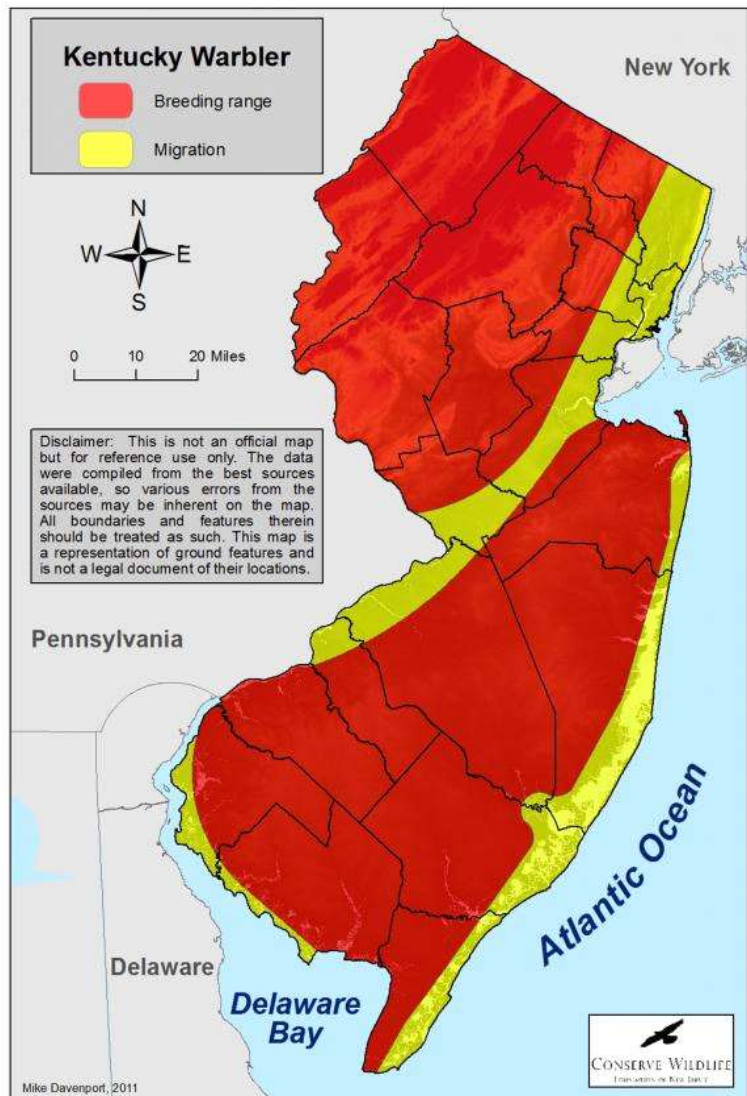 Kentucky Warbler
Breeding range
Migration
New York
N
W E
S
0 10 20 Miles
Disclaimer: This is not an official map
but for reference use only. The data
were compiled from the best sources
available, so various errors from the
sources may be inherent on the map.
All boundaries and features therein
should be treated as such. This map is
a representation of ground features and
is not a legal document of their locations.
Pennsylvania
Atlantic Ocean
Delaware
Delaware
Bay
CONSERVE WILDLIFE
FOUNDATION OF NEW JERSEY
Mike Davenport, 2011